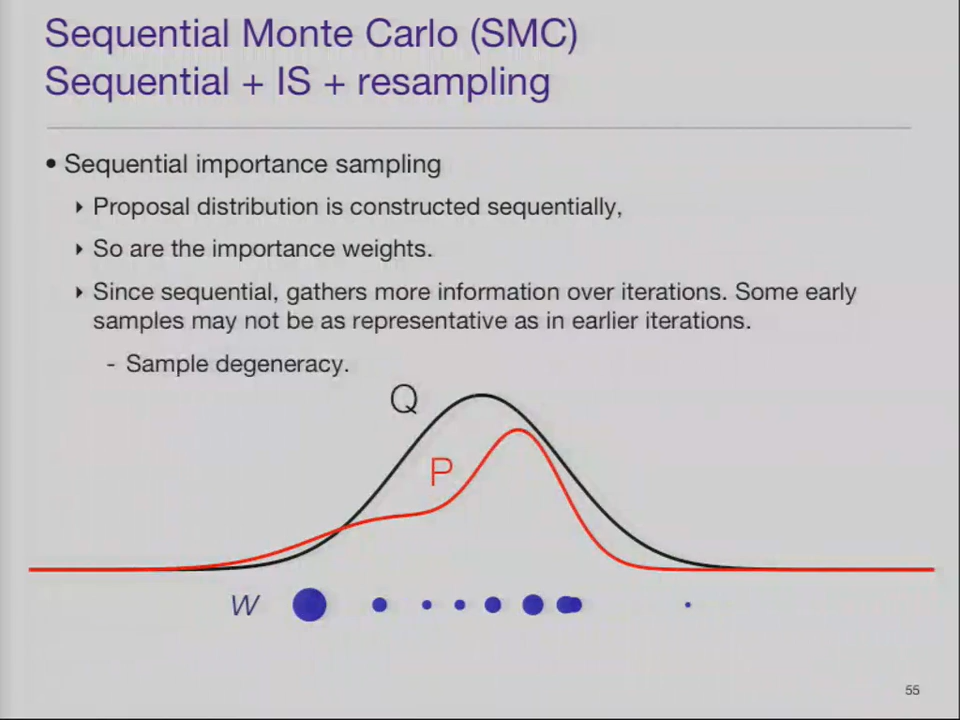 Sequential Monte Carlo (SMC)
Sequential + IS + resampling
• Sequential importance sampling
‣ Proposal distribution is constructed sequentially,
‣ So are the importance weights.
‣ Since sequential, gathers more information over iterations. Some early
samples may not be as representative as in earlier iterations.
- Sample degeneracy.
Q
P
W
55